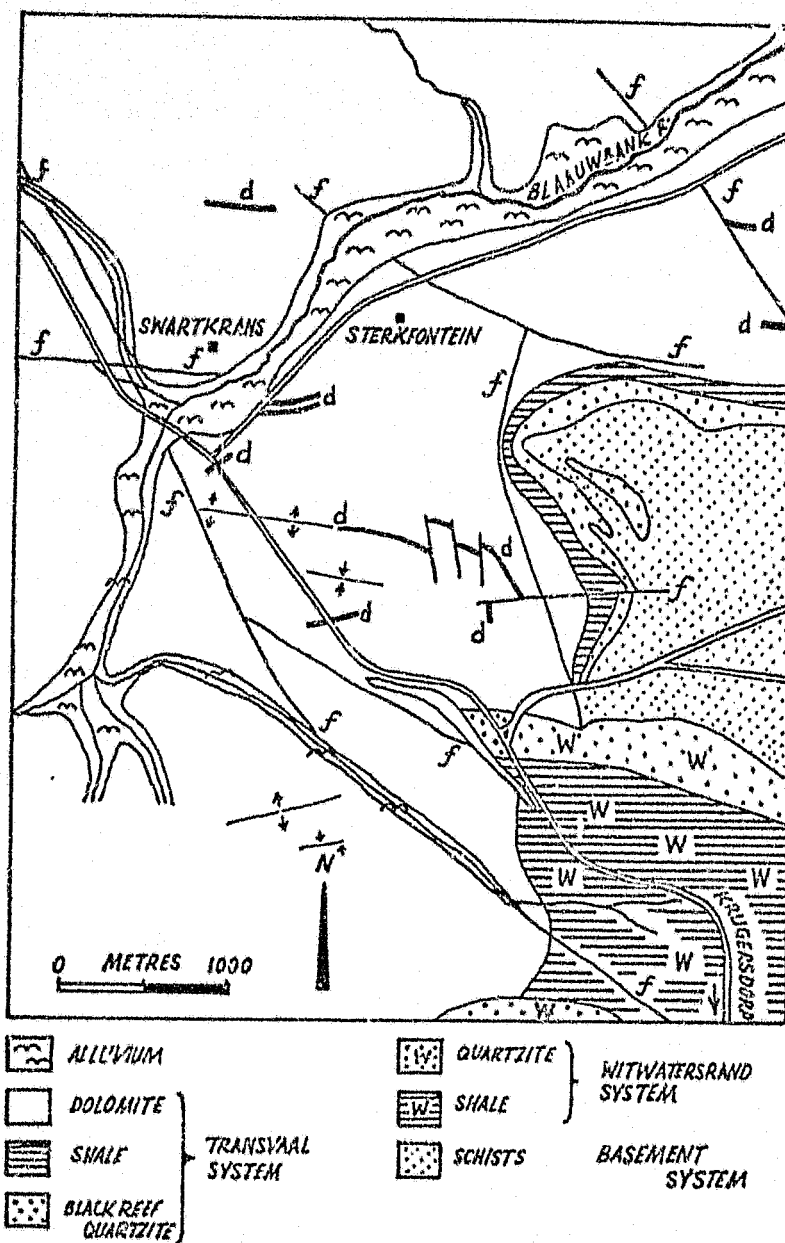 f
BLAAUWBANK R.
f
d
f
f
d
SWARTKRANS
STERKFONTEIN
d
f
f
f
f
d
d
f
d
d
f
d
d
f
f
W
W
W
W
W
W
N
W
KRUGERSDORP
0 METRES 1000
f
W
W
ALLUVIUM
DOLOMITE
SHALE
BLACK REEF
QUARTZITE
TRANSVAAL
SYSTEM
W QUARTZITE
W SHALE
SCHISTS
WITWATERSRAND
SYSTEM
BASEMENT
SYSTEM